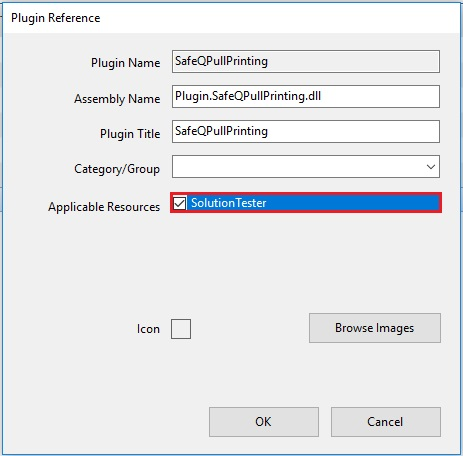 Plugin Reference
Plugin Name SafeQPullPrinting
Assembly Name Plugin.SafeQPullPrinting.dll
Plugin Title SafeQPullPrinting
Category/Group
Applicable Resources SolutionTester
Icon Browse Images
OK Cancel